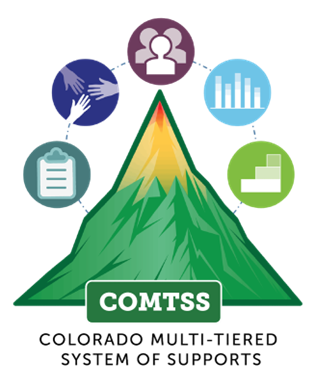 COMTSS
COLORADO MULTI-TIERED
SYSTEM OF SUPPORTS